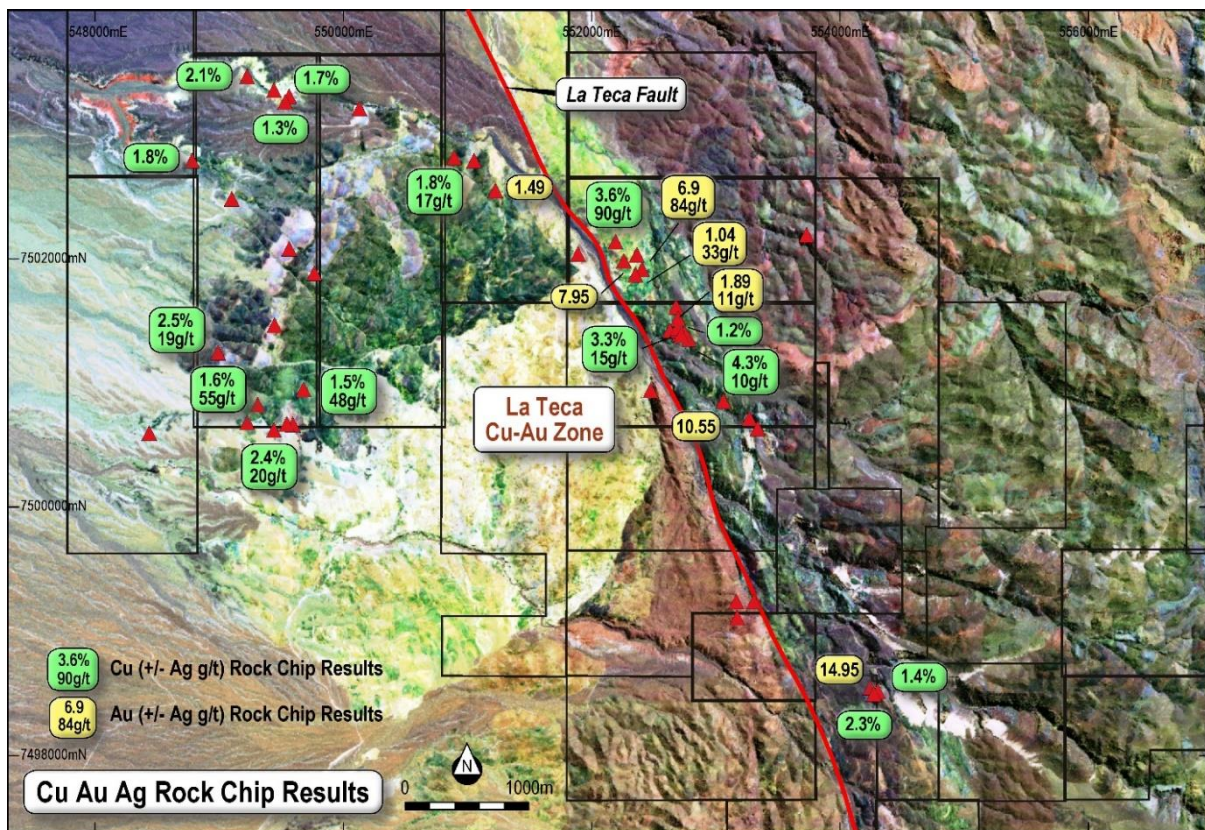 548000mE
550000mE
552000mE
554000mE
556000mE
2.1%
1.7%
La Teca Fault
1.3%
1.8%
1.8%
17g/t
1.49
3.6%
90g/t
6.9
84g/t
1.04
33g/t
7502000mN
7.95
1.89
11g/t
2.5%
19g/t
3.3%
15g/t
1.2%
4.3%
10g/t
1.6%
55g/t
1.5%
48g/t
La Teca
Cu-Au Zone
10.55
2.4%
20g/t
7500000mN
3.6%
90g/t
Cu (+/- Ag g/t) Rock Chip Results
14.95
1.4%
6.9
84g/t
Au (+/- Ag g/t) Rock Chip Results
2.3%
7498000mN
Cu Au Ag Rock Chip Results
N
0
1000m